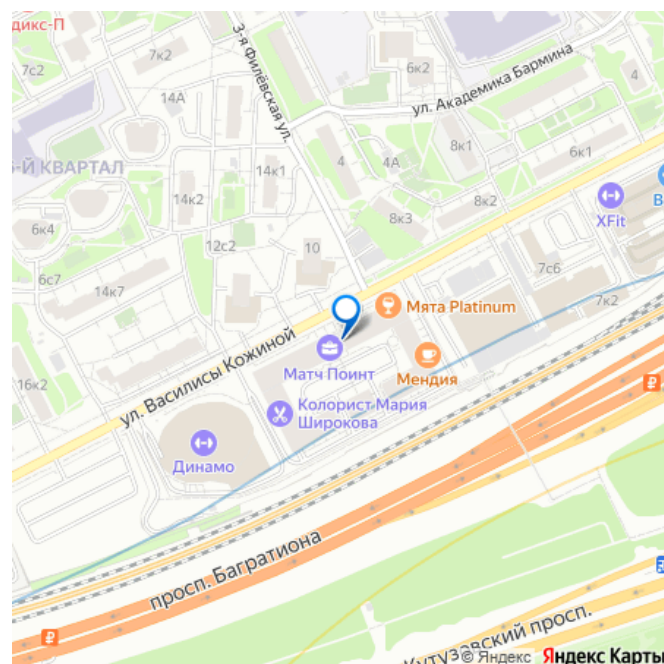 7к2
7с2
14А
3-я Филёвская ул.
6к2
ул. Академика Бармина
4
14к1
4
4А
8к1
6к1
-Й КВАРТАЛ
14к2
8к2
XFit
В
6к4
12с2
8к3
10
6с7
14к7
7с6
Мята Platinum
7к2
ул. Василисы Кожиной
Матч Поинт
Мендия
16к2
Колорист Мария
Широкова
Динамо
просп. Багратиона
Кутузовский просп.
© Яндекс Яндекс Карты